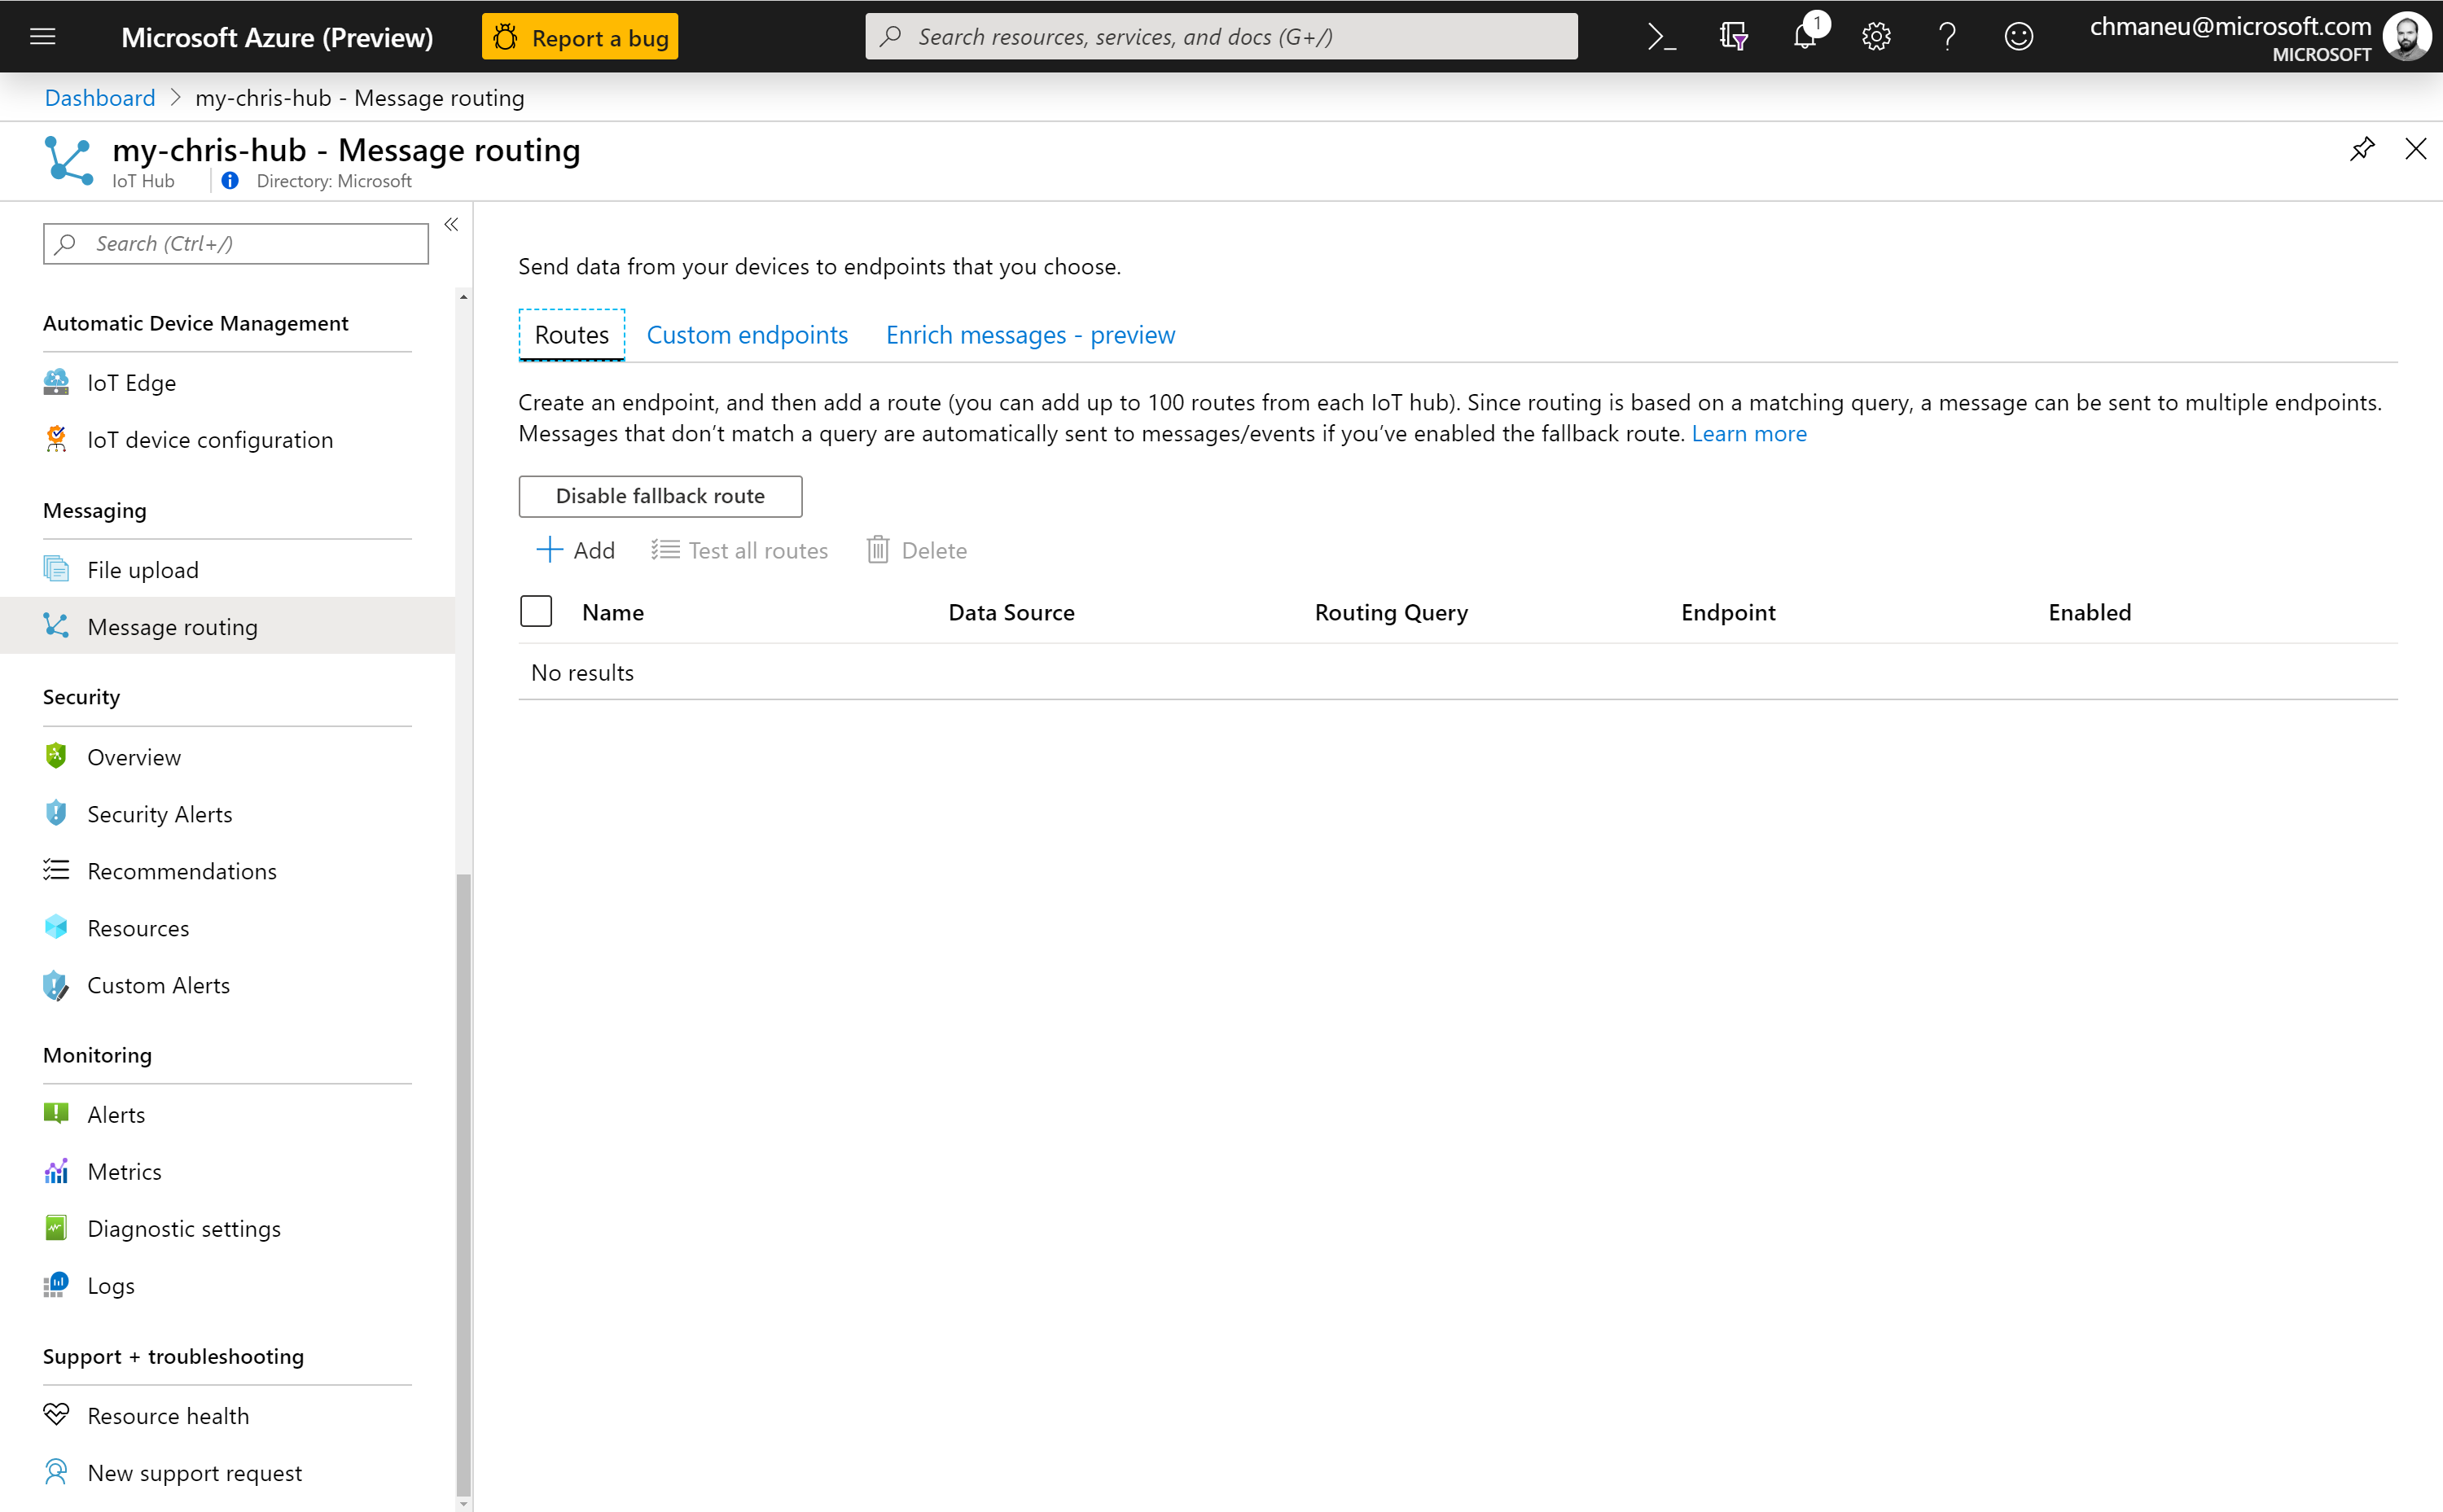 Microsoft Azure (Preview)
Report a bug
Search resources, services, and docs (G+/)
1
chmaneu@microsoft.com
MICROSOFT
Dashboard > my-chris-hub - Message routing
my-chris-hub - Message routing
IoT Hub
Directory: Microsoft
Search (Ctrl+/)
Automatic Device Management
IoT Edge
IoT device configuration
Messaging
File upload
Message routing
Security
Overview
Security Alerts
Recommendations
Resources
Custom Alerts
Monitoring
Alerts
Metrics
Diagnostic settings
Logs
Support + troubleshooting
Resource health
New support request
Send data from your devices to endpoints that you choose.
Routes Custom endpoints Enrich messages - preview
Create an endpoint, and then add a route (you can add up to 100 routes from each IoT hub). Since routing is based on a matching query, a message can be sent to multiple endpoints.
Messages that don’t match a query are automatically sent to messages/events if you’ve enabled the fallback route. Learn more
Disable fallback route
Add Test all routes Delete
Name Data Source Routing Query Endpoint Enabled
No results